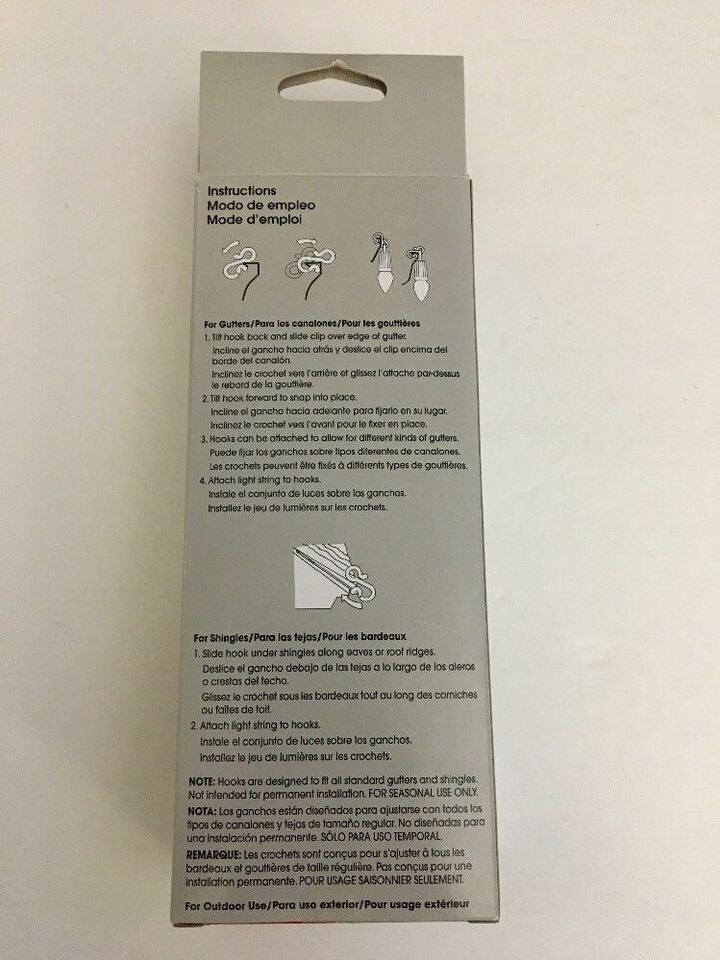 Instructions
Modo de empleo
Mode d'emploi
For Gutters/Para los canalones/Pour les gouttières
1. Tilt hook back and slide clip over edge of gutter.
Incline el gancho hacia atrás y deslice el clip encima del
borde del canalón.
Inclinez le crochet vers l'arrière et glissez l'attache par-dessus
le rebord de la gouttière.
2. Tilt hook forward to snap into place.
Incline el gancho hacia adelante para fijarlo en su lugar.
Inclinez le crochet vers l'avant pour le fixer en place.
3. Hooks can be attached to allow for different kinds of gutters.
Puede fijar los ganchos sobre tipos diferentes de canalones.
Les crochets peuvent être fixés à différents types de gouttières.
4. Attach light string to hooks.
Instale el conjunto de luces sobre los ganchos.
Installez le jeu de lumières sur les crochets.
For Shingles/Para las tejas/Pour les bardeaux
1. Slide hook under shingles along eaves or roof ridges.
Deslice el gancho debajo de las tejas a lo largo de los aleros
o crestas del techo.
Glissez le crochet sous les bardeaux tout au long des corniches
ou faîtes de toit.
2. Attach light string to hooks.
Instale el conjunto de luces sobre los ganchos.
Installez le jeu de lumières sur les crochets.
NOTE: Hooks are designed to fit all standard gutters and shingles.
Not intended for permanent installation. FOR SEASONAL USE ONLY.
NOTA: Los ganchos están diseñados para ajustarse con todos los
tipos de canalones y tejas de tamaño regular. No diseñadas para
una instalación permanente. SÓLO PARA USO TEMPORAL.
REMARQUE: Les crochets sont conçus pour s'ajuster à tous les
bardeaux et gouttières de taille régulière. Pas conçus pour une
installation permanente. POUR USAGE SAISONNIER SEULEMENT.
For Outdoor Use/Para uso exterior/Pour usage extérieur